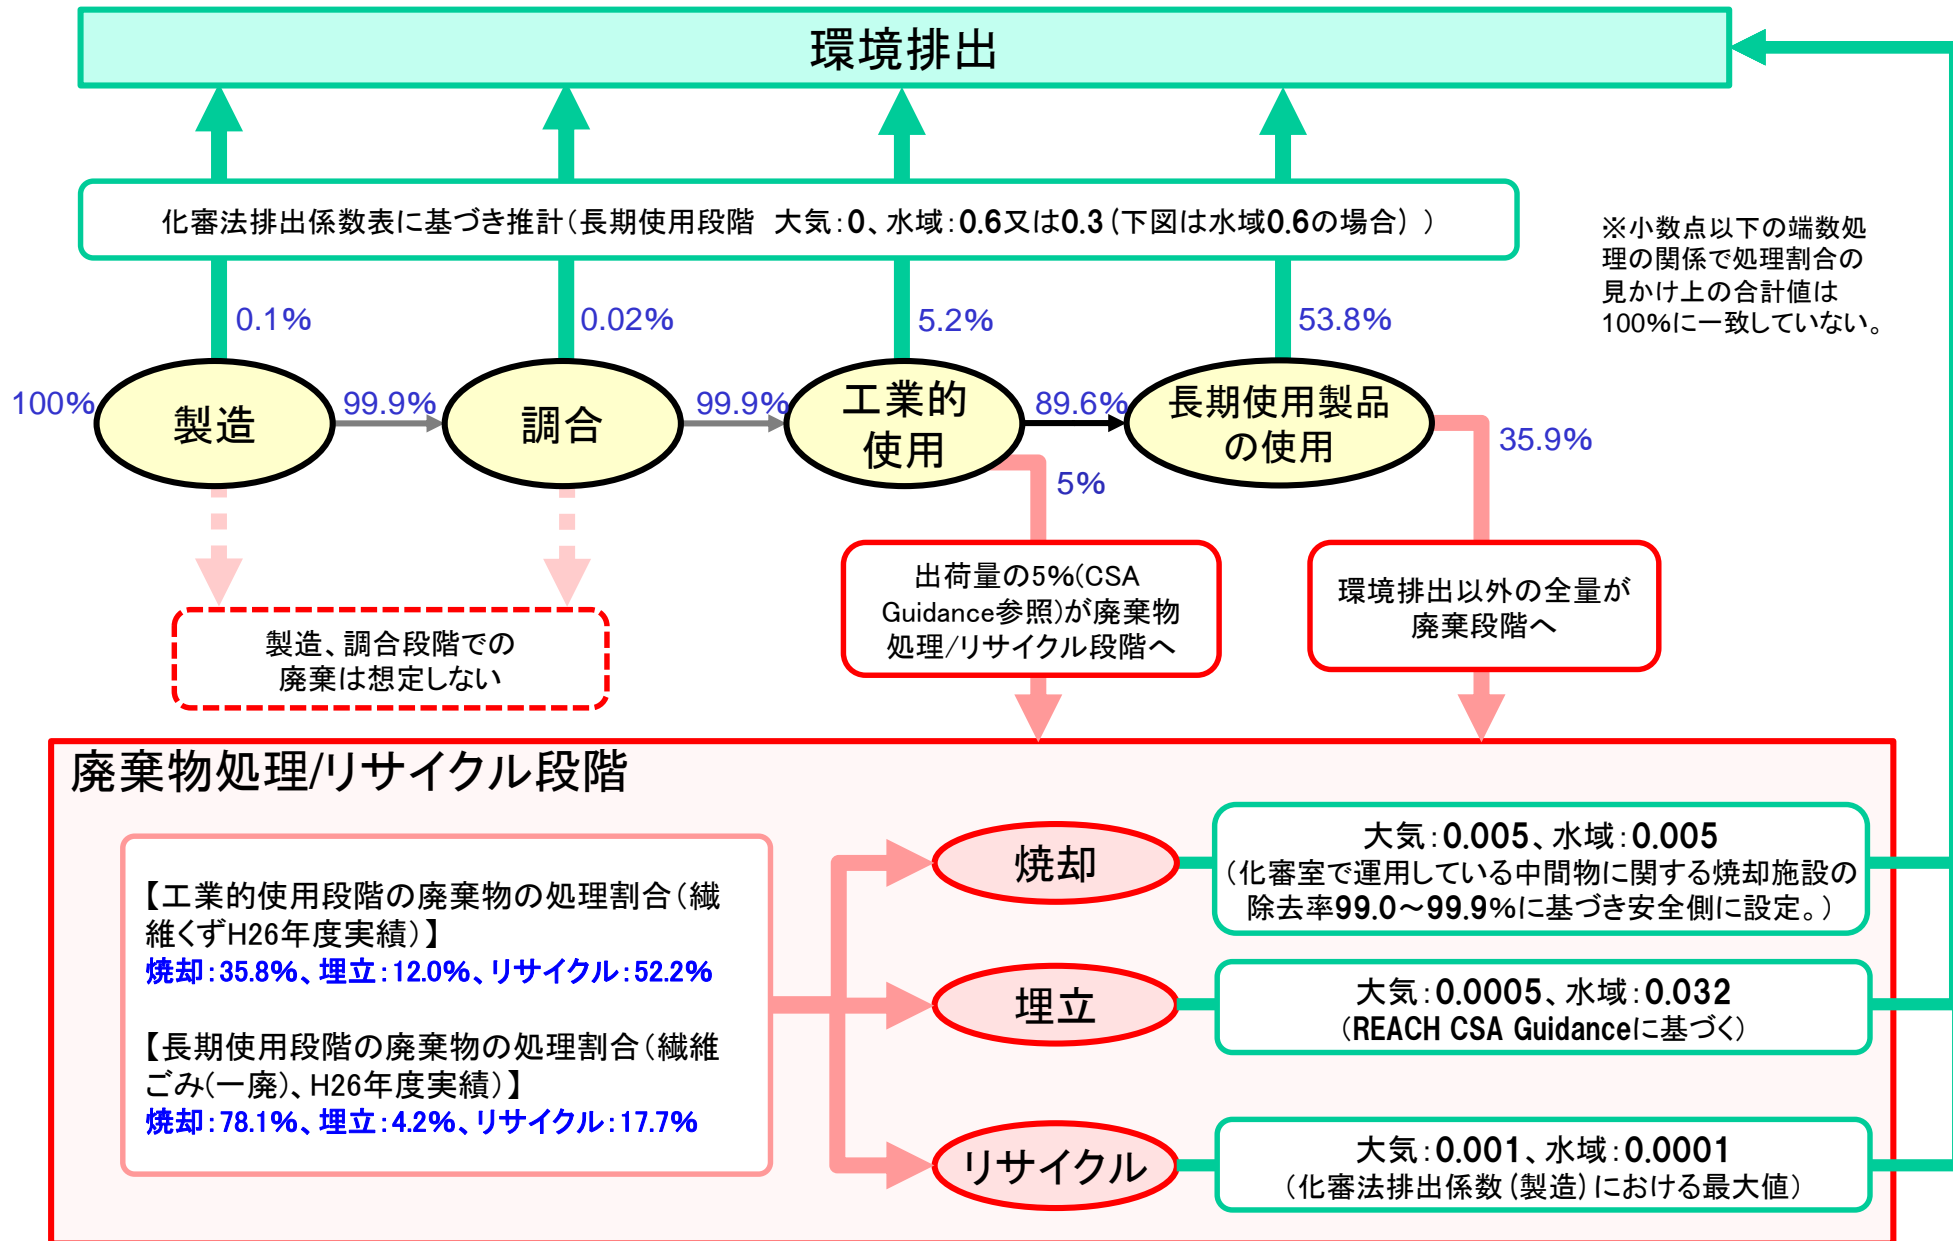 環境排出
化審法排出係数表に基づき推計（長期使用段階　大気：0、水域：0.6又は0.3（下図は水域0.6の場合））
※小数点以下の端数処
理の関係で処理割合の
見かけ上の合計値は
100％に一致していない。
0.1％
0.02％
5.2％
53.8％
100％
製造
99.9％
調合
99.9％
工業的
使用
89.6％
長期使用製品
の使用
35.9％
5％
製造、調合段階での
廃棄は想定しない
出荷量の5％(CSA
Guidance参照)が廃棄物
処理/リサイクル段階へ
環境排出以外の全量が
廃棄段階へ
廃棄物処理/リサイクル段階
【工業的使用段階の廃棄物の処理割合（繊
維くずH26年度実績）】
焼却：35.8％、埋立：12.0％、リサイクル：52.2％
【長期使用段階の廃棄物の処理割合（繊維
ごみ(一廃)、H26年度実績）】
焼却：78.1％、埋立：4.2％、リサイクル：17.7％
焼却
大気：0.005、水域：0.005
（化審室で運用している中間物に関する焼却施設の
除去率99.0～99.9％に基づき安全側に設定。）
埋立
大気：0.0005、水域：0.032
（REACH CSA Guidanceに基づく）
リサイクル
大気：0.001、水域：0.0001
（化審法排出係数（製造）における最大値）